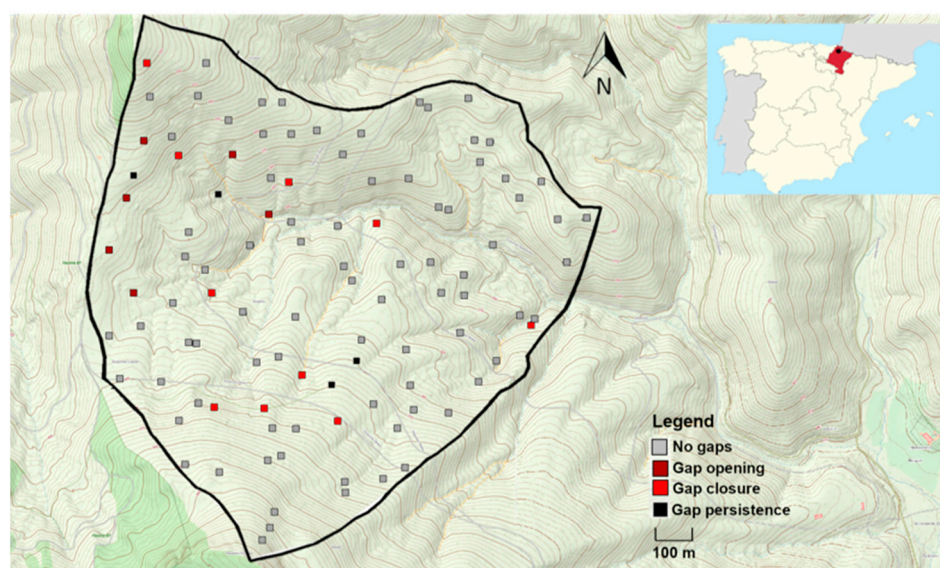 N
Legend
No gaps
Gap opening
Gap closure
Gap persistence
100 m